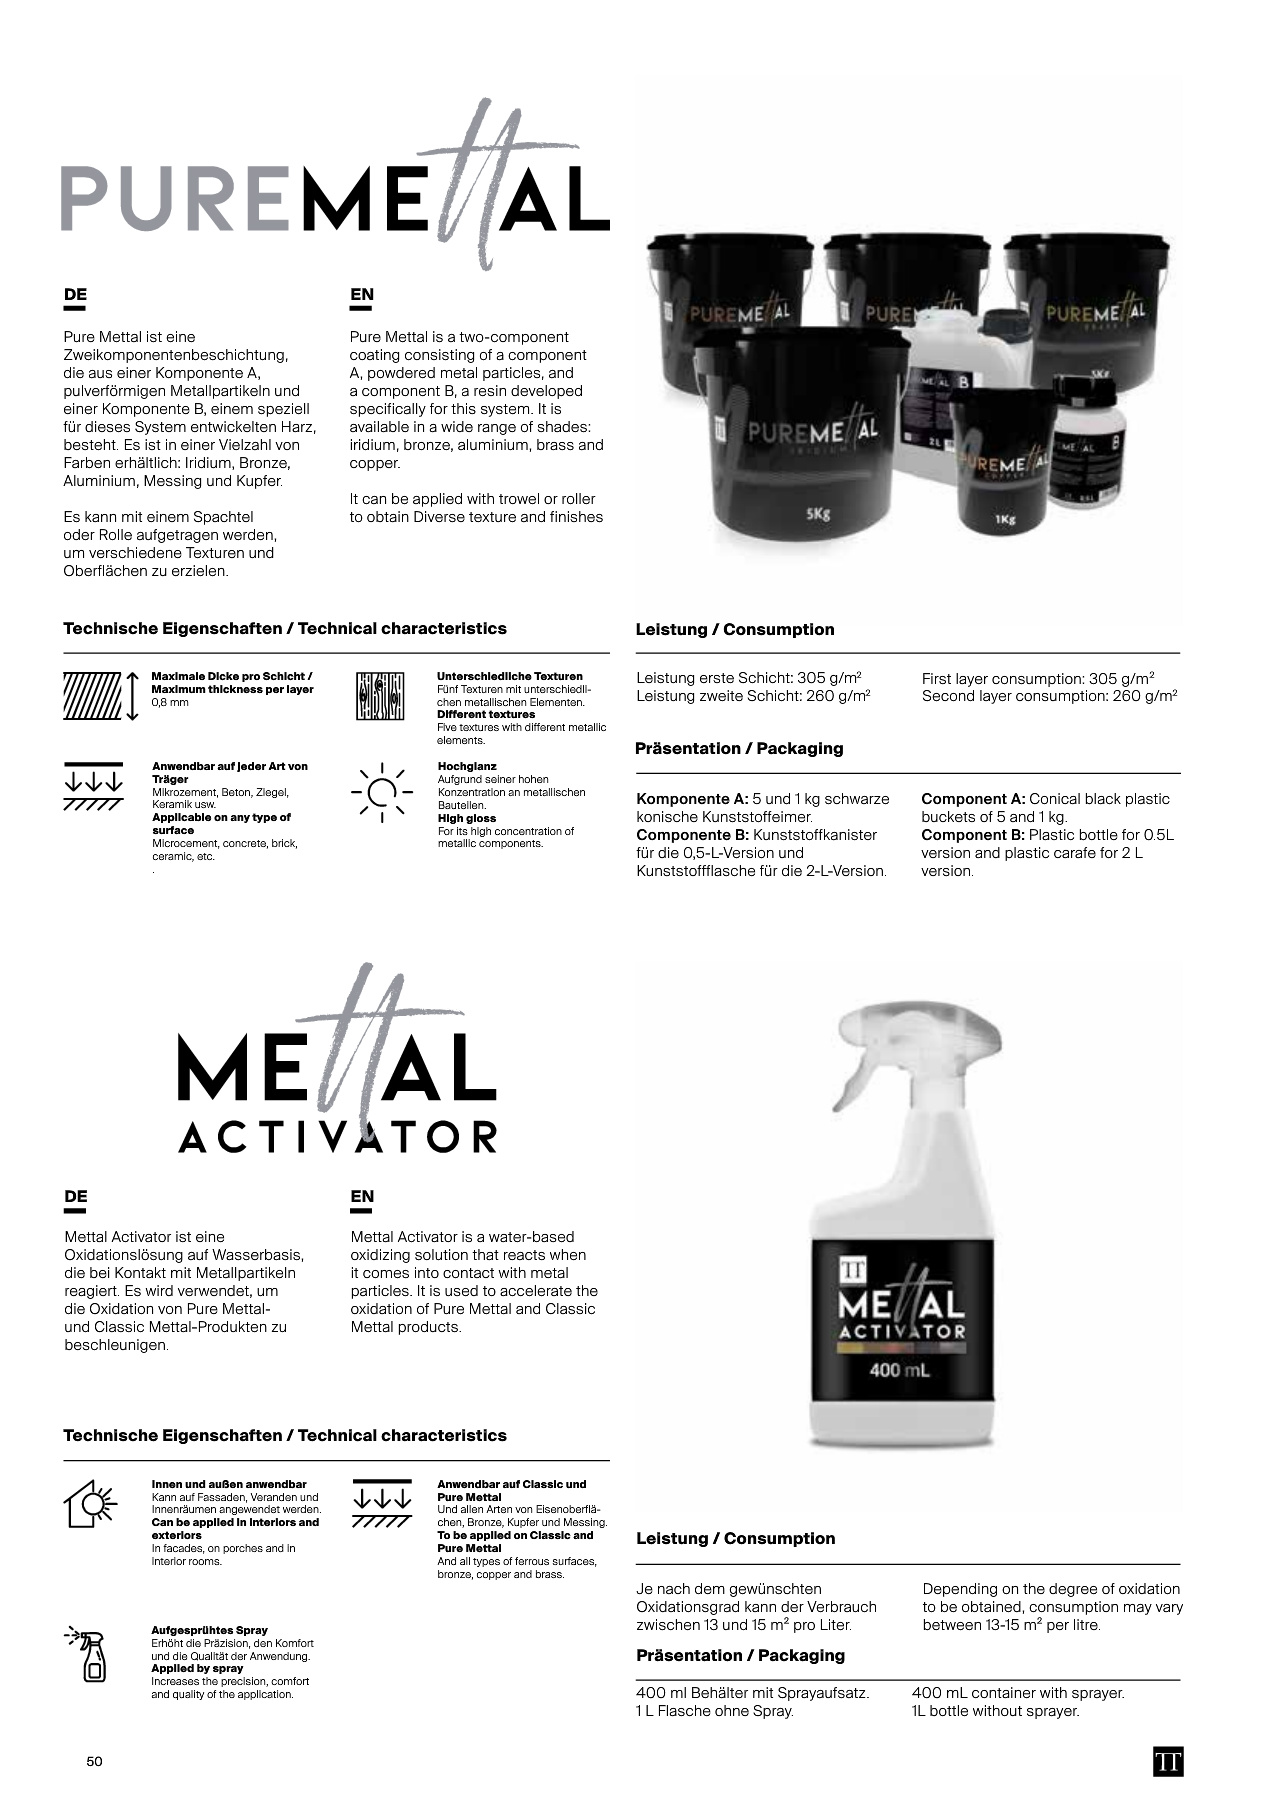 PUREMETTAL
DE
Pure Mettal ist eine
Zweikomponentenbeschichtung,
die aus einer Komponente A,
pulverförmigen Metallpartikeln und
einer Komponente B, einem speziell
für dieses System entwickelten Harz,
besteht. Es ist in einer Vielzahl von
Farben erhältlich: Iridium, Bronze,
Aluminium, Messing und Kupfer.
Es kann mit einem Spachtel
oder Rolle aufgetragen werden,
um verschiedene Texturen und
Oberflächen zu erzielen.
EN
Pure Mettal is a two-component
coating consisting of a component
A, powdered metal particles, and
a component B, a resin developed
specifically for this system. It is
available in a wide range of shades:
iridium, bronze, aluminium, brass and
copper.
It can be applied with trowel or roller
to obtain Diverse texture and finishes
PUREMETTAL
PUREMETTAL
PUREMETTAL
5Kg
METTAL B
2L
PUREMETTAL
IRIDIUM
5Kg
PUREMETTAL
COPPER
1Kg
METTAL B
0.5L
Technische Eigenschaften / Technical characteristics
Maximale Dicke pro Schicht /
Maximum thickness per layer
0,8 mm
Unterschiedliche Texturen
Fünf Texturen mit unterschiedli-
chen metallischen Elementen.
Different textures
Five textures with different metallic
elements.
Anwendbar auf jeder Art von
Träger
Mikrozement, Beton, Ziegel,
Keramik usw.
Applicable on any type of
surface
Microcement, concrete, brick,
ceramic, etc.
.
Hochglanz
Aufgrund seiner hohen
Konzentration an metallischen
Bauteilen.
High gloss
For its high concentration of
metallic components.
Leistung / Consumption
Leistung erste Schicht: 305 g/m²
Leistung zweite Schicht: 260 g/m²
First layer consumption: 305 g/m²
Second layer consumption: 260 g/m²
Präsentation / Packaging
Komponente A: 5 und 1 kg schwarze
konische Kunststoffeimer.
Componente B: Kunststoffkanister
für die 0,5-L-Version und
Kunststoffflasche für die 2-L-Version.
Component A: Conical black plastic
buckets of 5 and 1 kg.
Component B: Plastic bottle for 0.5L
version and plastic carafe for 2 L
version.
METTAL
ACTIVATOR
DE
Mettal Activator ist eine
Oxidationslösung auf Wasserbasis,
die bei Kontakt mit Metallpartikeln
reagiert. Es wird verwendet, um
die Oxidation von Pure Mettal-
und Classic Mettal-Produkten zu
beschleunigen.
EN
Mettal Activator is a water-based
oxidizing solution that reacts when
it comes into contact with metal
particles. It is used to accelerate the
oxidation of Pure Mettal and Classic
Mettal products.
TT
METTAL
ACTIVATOR
400 mL
Technische Eigenschaften / Technical characteristics
Innen und außen anwendbar
Kann auf Fassaden, Veranden und
Innenräumen angewendet werden.
Can be applied in interiors and
exteriors
In facades, on porches and in
interior rooms.
Anwendbar auf Classic und
Pure Mettal
Und allen Arten von Eisenoberflä-
chen, Bronze, Kupfer und Messing.
To be applied on Classic and
Pure Mettal
And all types of ferrous surfaces,
bronze, copper and brass.
Aufgesprühtes Spray
Erhöht die Präzision, den Komfort
und die Qualität der Anwendung.
Applied by spray
Increases the precision, comfort
and quality of the application.
Leistung / Consumption
Je nach dem gewünschten
Oxidationsgrad kann der Verbrauch
zwischen 13 und 15 m² pro Liter.
Depending on the degree of oxidation
to be obtained, consumption may vary
between 13-15 m² per litre.
Präsentation / Packaging
400 ml Behälter mit Sprayaufsatz.
1 L Flasche ohne Spray.
400 mL container with sprayer.
1L bottle without sprayer.
50
TT